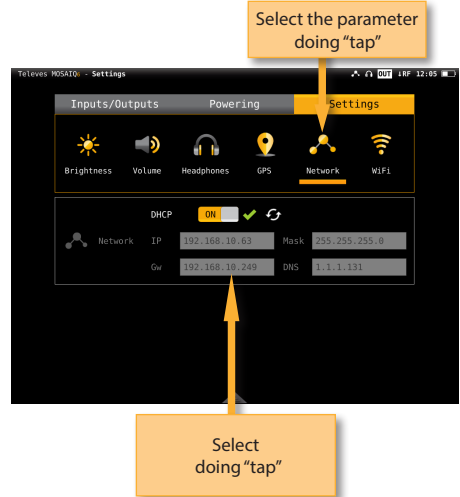 Select the parameter
doing “tap”
Televes MOSAIQ6 - Settings OUT ↓RF 12:05
Inputs/Outputs Powering Settings
Brightness Volume Headphones GPS Network WiFi
DHCP ON
Network IP 192.168.10.63 Mask 255.255.255.0
Gw 192.168.10.249 DNS 1.1.1.131
Select
doing “tap”